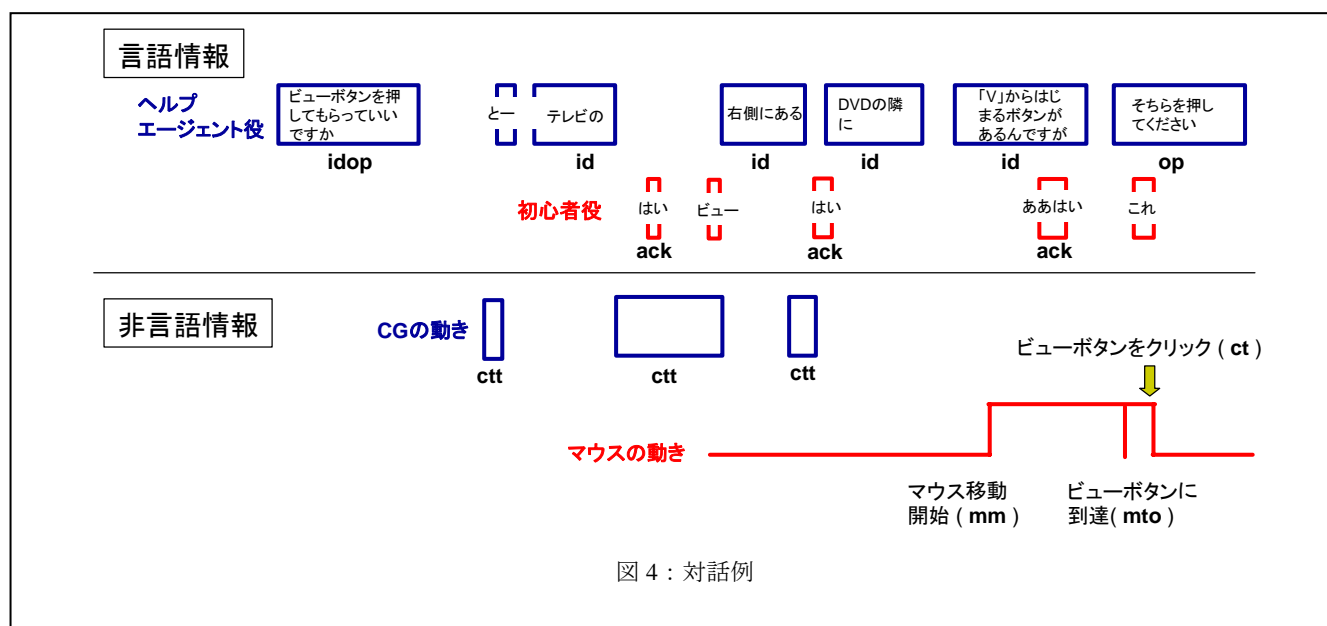 言語情報
ヘルプ
エージェント役
ビューボタンを押
してもらっていい
ですか
idop
とー
テレビの
id
右側にある
id
DVDの隣
に
id
「V」からはじ
まるボタンが
あるんですが
id
そちらを押し
てください
op
初心者役
はい
ack
ビュー
はい
ack
ああはい
ack
これ
非言語情報
CGの動き
ctt
ctt
ctt
ビューボタンをクリック ( ct )
マウスの動き
マウス移動
開始 ( mm )
ビューボタンに
到達( mto )
図 4：対話例